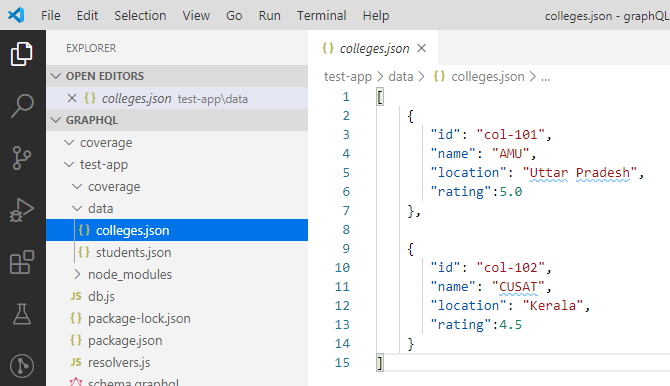 File Edit Selection View Go Run Terminal Help colleges.json - graphQL
EXPLORER
OPEN EDITORS
{} colleges.json test-app\data
GRAPHQL
coverage
test-app
coverage
data
{} colleges.json
{} students.json
node_modules
JS db.js
{} package-lock.json
{} package.json
JS resolvers.js
schema.graphql
{} colleges.json
test-app > data > {} colleges.json > ...
1 [
2 {
3 "id": "col-101",
4 "name": "AMU",
5 "location": "Uttar Pradesh",
6 "rating":5.0
7 },
8
9 {
10 "id": "col-102",
11 "name": "CUSAT",
12 "location": "Kerala",
13 "rating":4.5
14 }
15 ]